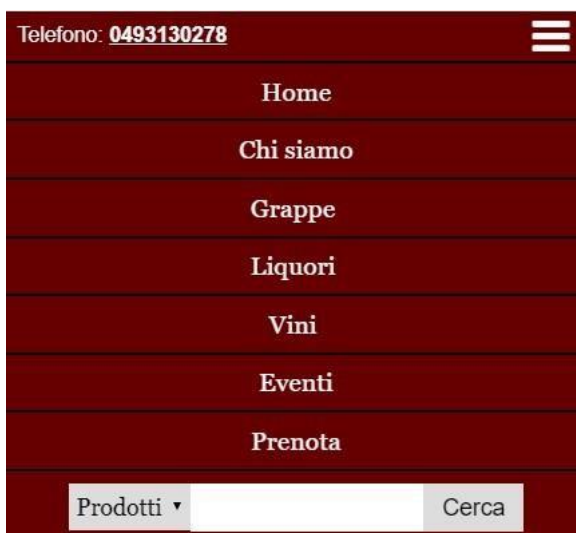 Telefono: 0493130278
Home
Chi siamo
Grappe
Liquori
Vini
Eventi
Prenota
Prodotti Cerca